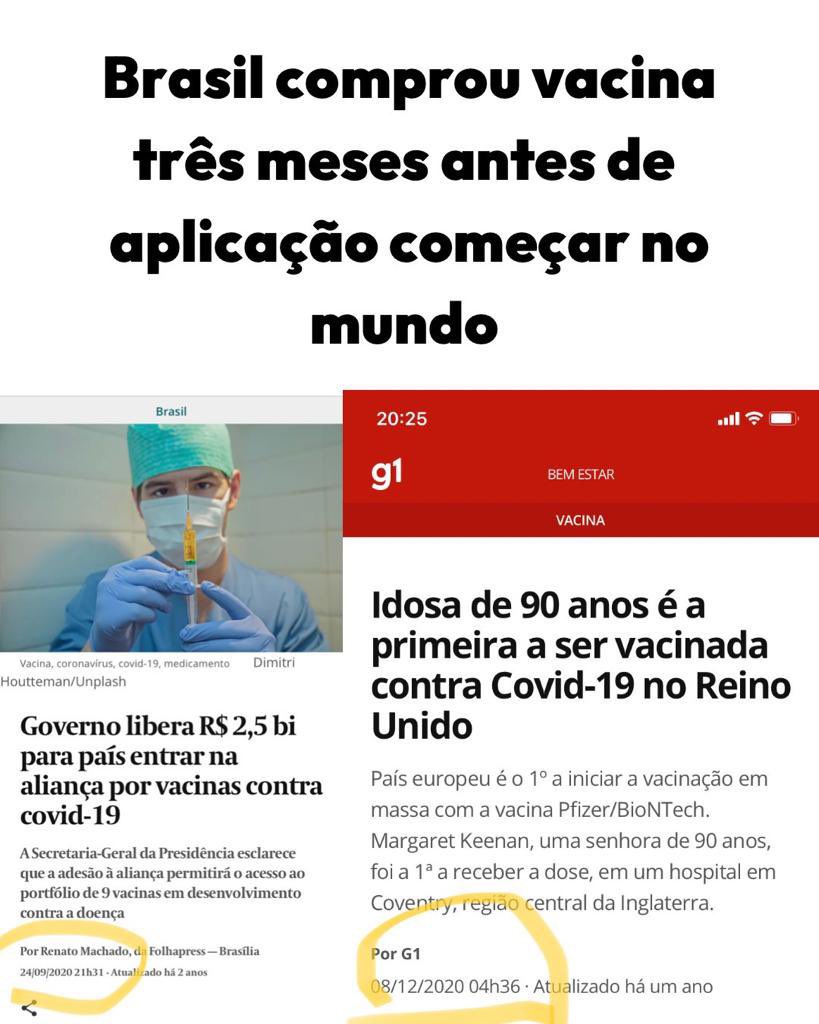 Brasil comprou vacina
três meses antes de
aplicação começar no
mundo
Brasil
Vacina, coronavírus, covid-19, medicamento Dimitri
Houtteman/Unplash
Governo libera R$ 2,5 bi
para país entrar na
aliança por vacinas contra
covid-19
A Secretaria-Geral da Presidência esclarece
que a adesão à aliança permitirá o acesso ao
portfólio de 9 vacinas em desenvolvimento
contra a doença
Por Renato Machado, da Folhapress — Brasília
24/09/2020 21h31 · Atualizado há 2 anos
20:25
g1
BEM ESTAR
VACINA
Idosa de 90 anos é a
primeira a ser vacinada
contra Covid-19 no Reino
Unido
País europeu é o 1º a iniciar a vacinação em
massa com a vacina Pfizer/BioNTech.
Margaret Keenan, uma senhora de 90 anos,
foi a 1ª a receber a dose, em um hospital em
Coventry, região central da Inglaterra.
Por G1
08/12/2020 04h36 · Atualizado há um ano